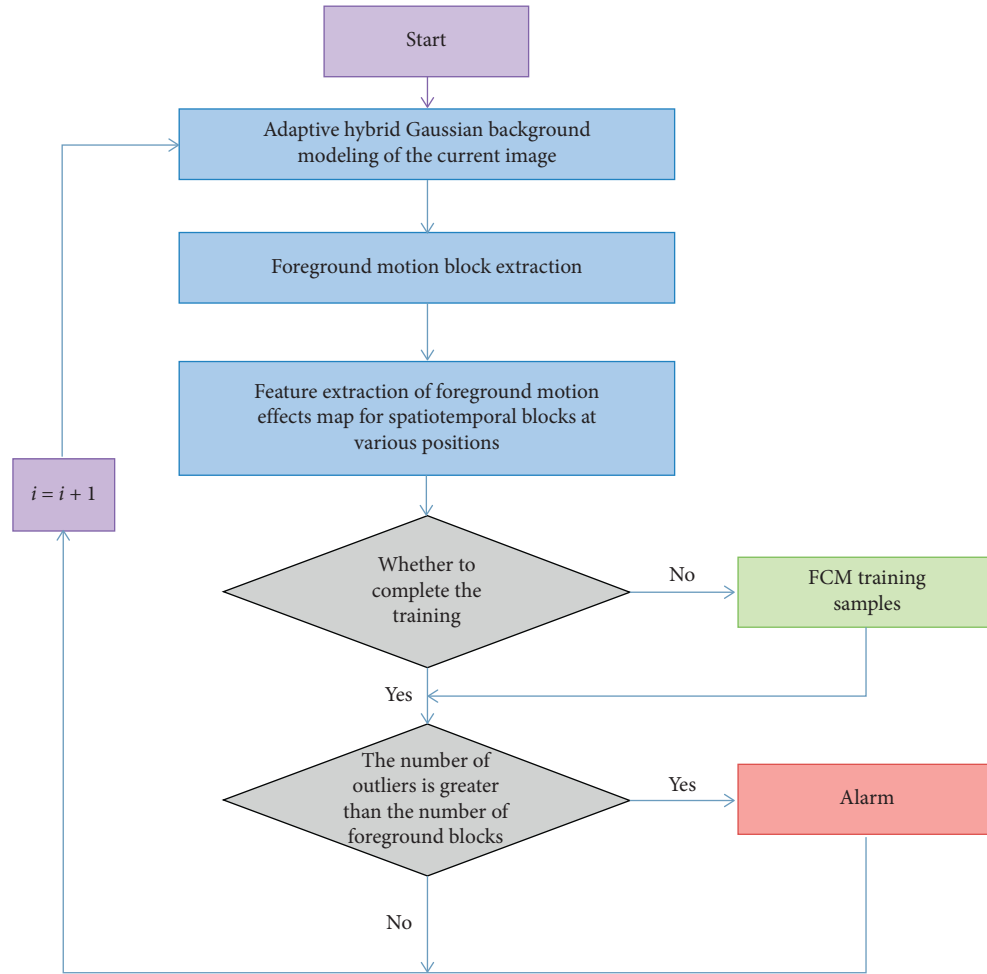 Start
Adaptive hybrid Gaussian background
modeling of the current image
Foreground motion block extraction
Feature extraction of foreground motion
effects map for spatiotemporal blocks at
various positions
i = i + 1
Whether to
complete the
training
No
FCM training
samples
Yes
The number of
outliers is greater
than the number of
foreground blocks
Yes
Alarm
No